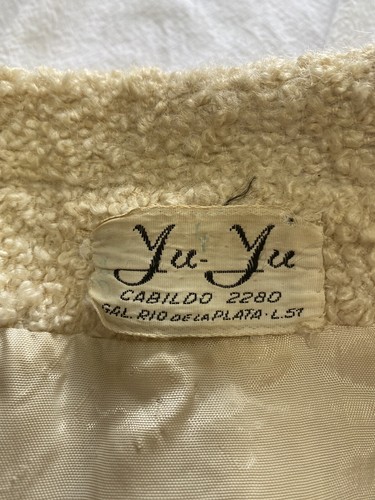 Yu-Yu
CABILDO 2280
GAL. RIO DE LA PLATA - L.57